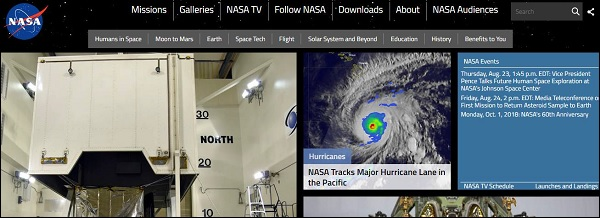 NASA
Missions Galleries NASA TV Follow NASA Downloads About NASA Audiences
Search
Humans in Space Moon to Mars Earth Space Tech Flight Solar System and Beyond Education History Benefits to You
30
NORTH
20
10
Hurricanes
NASA Tracks Major Hurricane Lane in
the Pacific
NASA Events
Thursday, Aug. 23, 1:45 p.m. EDT: Vice President
Pence Talks Future Human Space Exploration at
NASA's Johnson Space Center
Friday, Aug. 24, 2 p.m. EDT: Media Teleconference on
First Mission to Return Asteroid Sample to Earth
Monday, Oct. 1, 2018: NASA's 60th Anniversary
NASA TV Schedule Launches and Landings